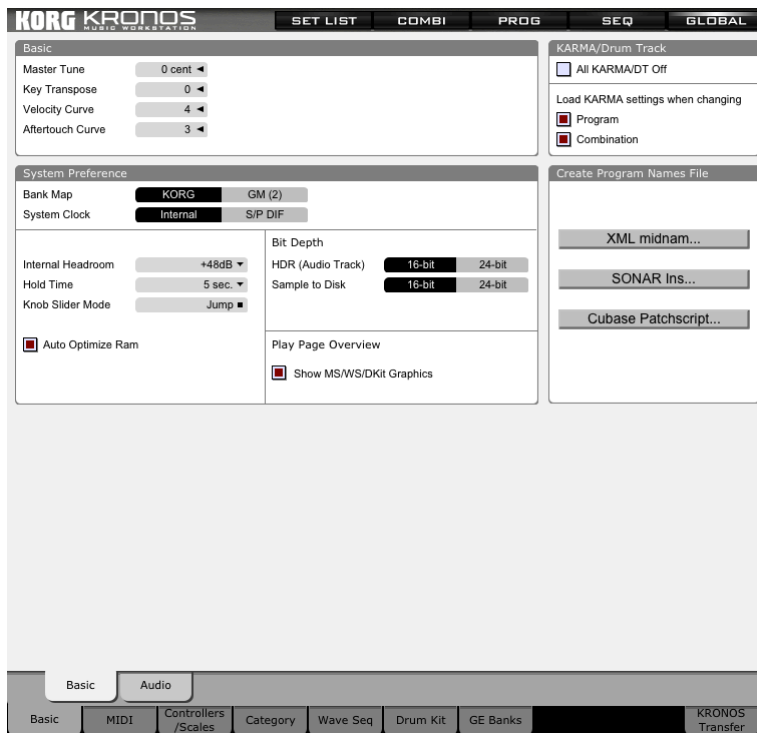 KORG KRONOS
MUSIC WORKSTATION
SET LIST
COMBI
PROG
SEQ
GLOBAL
Basic
Master Tune 0 cent
Key Transpose 0
Velocity Curve 4
Aftertouch Curve 3
KARMA/Drum Track
All KARMA/DT Off
Load KARMA settings when changing
Program
Combination
System Preference
Bank Map KORG GM (2)
System Clock Internal S/P DIF
Internal Headroom +48dB
Hold Time 5 sec.
Knob Slider Mode Jump
Auto Optimize Ram
Bit Depth
HDR (Audio Track) 16-bit 24-bit
Sample to Disk 16-bit 24-bit
Play Page Overview
Show MS/WS/DKit Graphics
Create Program Names File
XML midnam...
SONAR Ins...
Cubase Patchscript...
Basic
Audio
Basic
MIDI
Controllers
/Scales
Category
Wave Seq
Drum Kit
GE Banks
KRONOS
Transfer